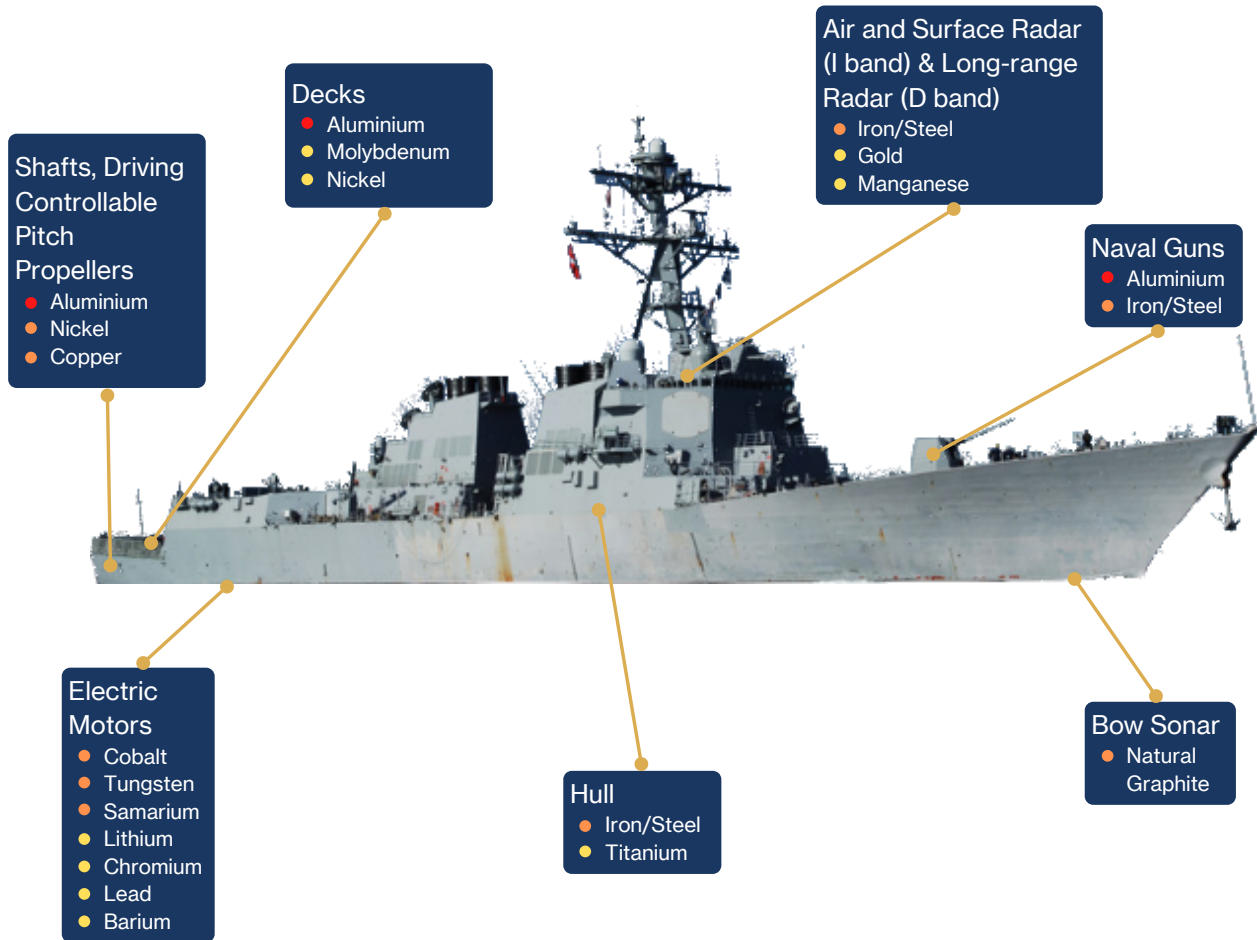 Air and Surface Radar
(I band) & Long-range
Radar (D band)
Iron/Steel
Gold
Manganese
Decks
Aluminium
Molybdenum
Nickel
Shafts, Driving
Controllable
Pitch
Propellers
Aluminium
Nickel
Copper
Naval Guns
Aluminium
Iron/Steel
Electric
Motors
Cobalt
Tungsten
Samarium
Lithium
Chromium
Lead
Barium
Hull
Iron/Steel
Titanium
Bow Sonar
Natural
Graphite